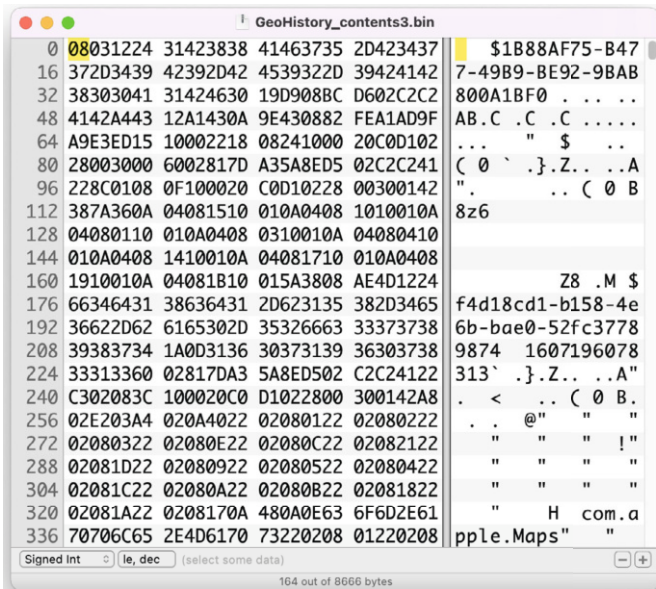 GeoHistory_contents3.bin
0 08031224 31423838 41463735 2D423437 $1B88AF75-B47
16 372D3439 42392D42 4539322D 39424142 7-49B9-BE92-9BAB
32 38303041 31424630 19D908BC D602C2C2 800A1BF0 . .. ..
48 4142A443 12A1430A 9E430882 FEA1AD9F AB.C .C .C .....
64 A9E3ED15 10002218 08241000 20C0D102 ... " $ ..
80 28003000 6002817D A35A8ED5 02C2C241 ( 0 ` .}.Z.. ..A
96 228C0108 0F100020 C0D10228 00300142 ". .. ( 0 B
112 387A360A 04081510 010A0408 1010010A 8z6
128 04080110 010A0408 0310010A 04080410
144 010A0408 1410010A 04081710 010A0408
160 1910010A 04081B10 015A3808 AE4D1224 Z8 .M $
176 66346431 38636431 2D623135 382D3465 f4d18cd1-b158-4e
192 36622D62 6165302D 35326663 33373738 6b-bae0-52fc3778
208 39383734 1A0D3136 30373139 36303738 9874 1607196078
224 33313360 02817DA3 5A8ED502 C2C24122 313` .}.Z.. ..A"
240 C302083C 100020C0 D1022800 300142A8 . < .. ( 0 B.
256 02E203A4 020A4022 02080122 02080222 . . @" " "
272 02080322 02080E22 02080C22 02082122 " " " !"
288 02081D22 02080922 02080522 02080422 " " " "
304 02081C22 02080A22 02080B22 02081822 " " " "
320 02081A22 0208170A 480A0E63 6F6D2E61 " H com.a
336 70706C65 2E4D6170 73220208 01220208 pple.Maps" "
Signed Int le, dec (select some data)
164 out of 8666 bytes